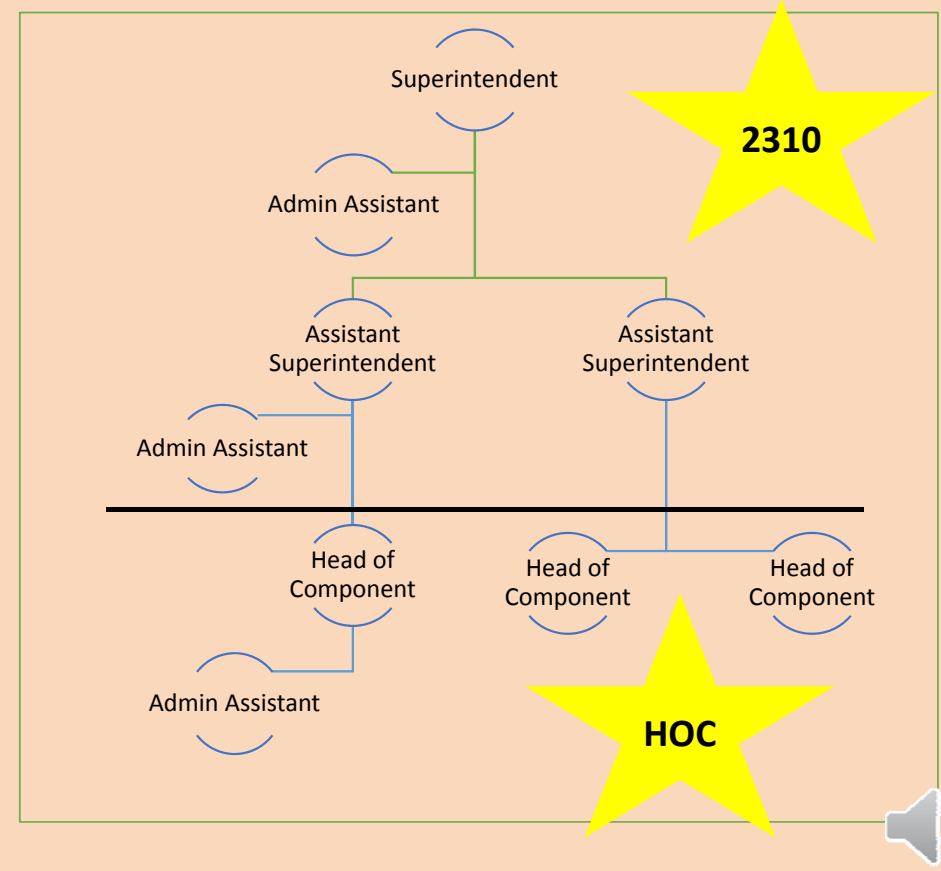 Superintendent
2310
Admin Assistant
Assistant
Superintendent
Assistant
Superintendent
Admin Assistant
Head of
Component
Head of
Component
Head of
Component
Admin Assistant
HOC